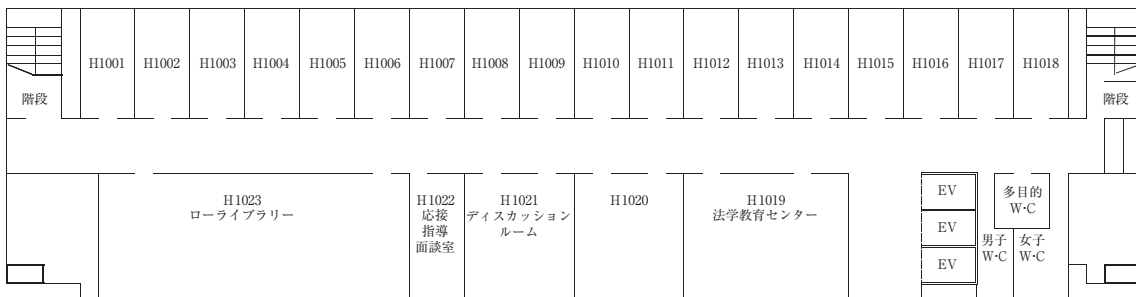 H1001
H1002
H1003
H1004
H1005
H1006
H1007
H1008
H1009
H1010
H1011
H1012
H1013
H1014
H1015
H1016
H1017
H1018
階段
階段
H1023
ローライブラリー
H1022
応接
指導
面談室
H1021
ディスカッション
ルーム
H1020
H1019
法学教育センター
EV
EV
EV
多目的
W·C
男子
W·C
女子
W·C